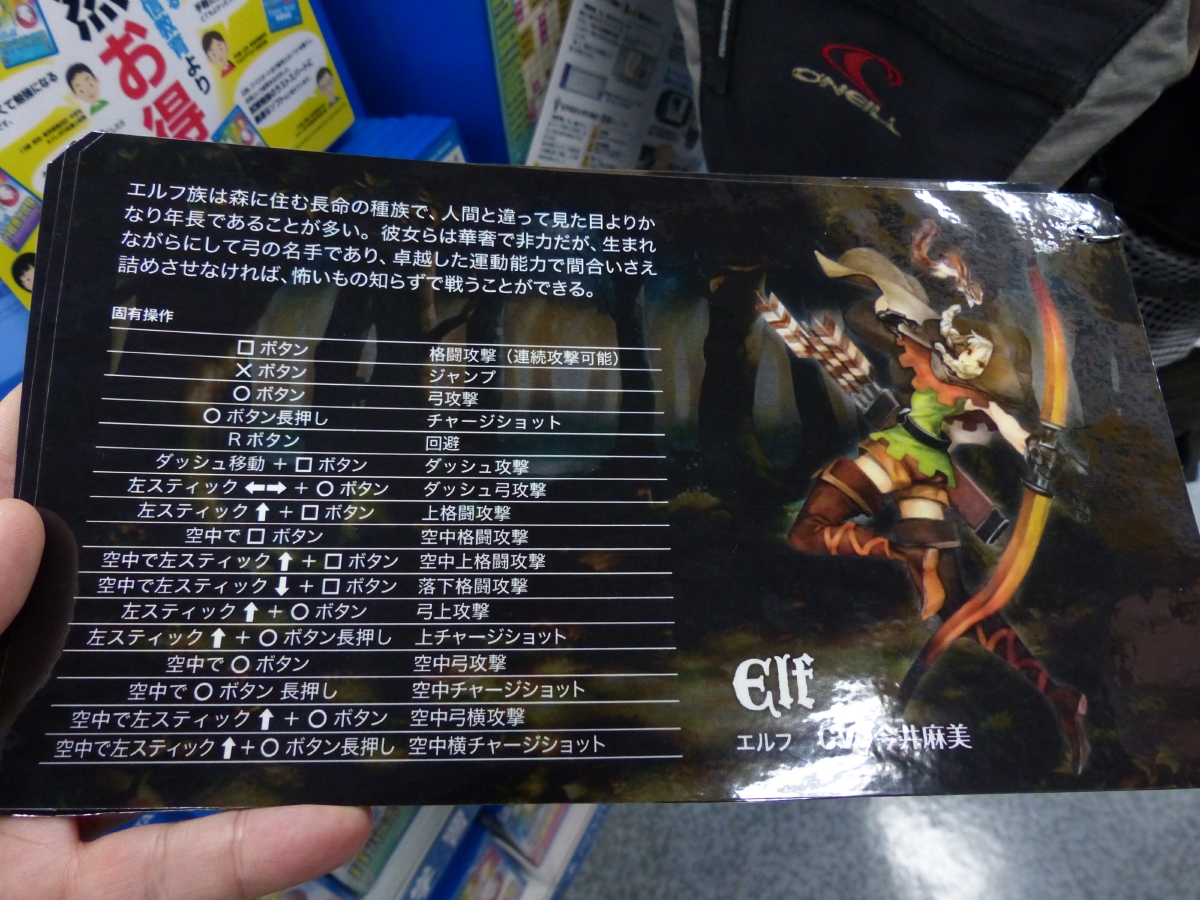 お得
O'NEILL
エルフ族は森に住む長命の種族で、人間と違って見た目よりか
なり年長であることが多い。彼女らは華奢で非力だが、生まれ
ながらにして弓の名手であり、卓越した運動能力で間合いさえ
詰めさせなければ、怖いもの知らずで戦うことができる。
固有操作
□ ボタン 格闘攻撃（連続攻撃可能）
× ボタン ジャンプ
○ ボタン 弓攻撃
○ ボタン長押し チャージショット
R ボタン 回避
ダッシュ移動 + □ ボタン ダッシュ攻撃
左スティック ⬅➡ + ○ ボタン ダッシュ弓攻撃
左スティック ⬆ + □ ボタン 上格闘攻撃
空中で □ ボタン 空中格闘攻撃
空中で左スティック ⬆ + □ ボタン 空中上格闘攻撃
空中で左スティック ⬇ + □ ボタン 落下格闘攻撃
左スティック ⬆ + ○ ボタン 弓上攻撃
左スティック ⬆ + ○ ボタン長押し 上チャージショット
空中で ○ ボタン 空中弓攻撃
空中で ○ ボタン 長押し 空中チャージショット
空中で左スティック ⬆ + ○ ボタン 空中弓横攻撃
空中で左スティック ⬆+○ ボタン長押し 空中横チャージショット
Elf
エルフ CV:今井麻美